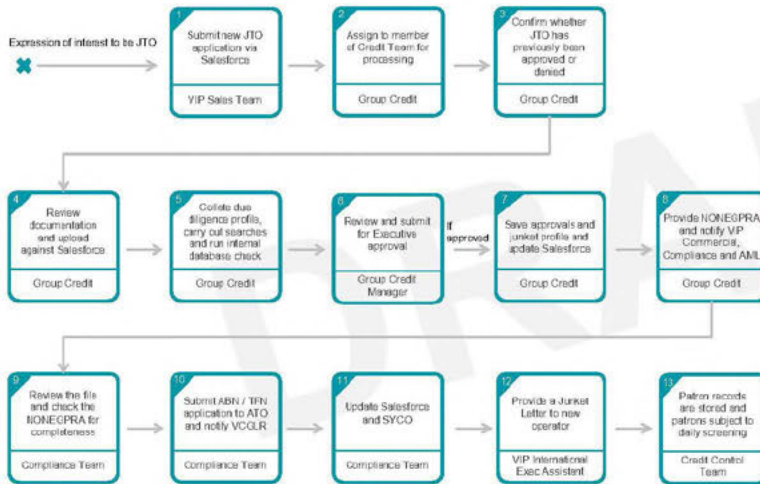 Expression of interest to be JTO
1
Submit new JTO
application via
Salesforce
VIP Sales Team
2
Assign to member
of Credit Team for
processing
Group Credit
3
Confirm whether
JTO has
previously been
approved or
denied
Group Credit
4
Review
documentation
and upload
against Salesforce
Group Credit
5
Collate due
diligence profile,
carry out searches
and run internal
database check
Group Credit
6
Review and submit
for Executive
approval
Group Credit
Manager
If
approved
7
Save approvals and
junket profile and
update Salesforce
Group Credit
8
Provide NONEGPRA
and notify VIP
Commercial,
Compliance and AML
Group Credit
9
Review the file
and check the
NONEGPRA for
completeness
Compliance Team
10
Submit ABN / TFN
application to ATO
and notify VCGLR
Compliance Team
11
Update Salesforce
and SYCO
Compliance Team
12
Provide a Junket
Letter to new
operator
VIP International
Exec Assistant
13
Patron records
are stored and
patrons subject to
daily screening
Credit Control
Team
DRA